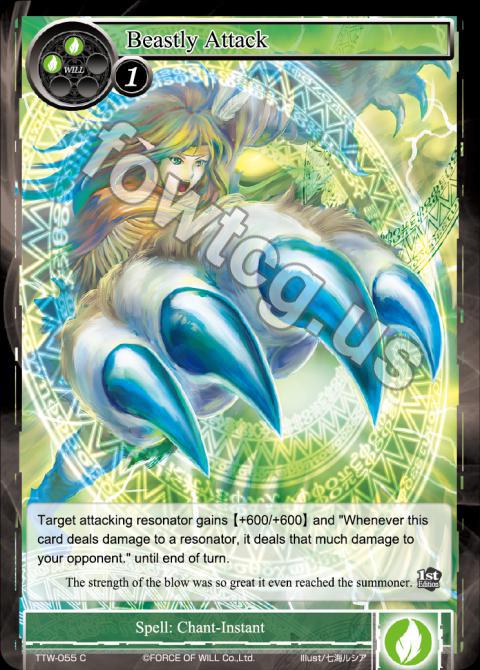 Beastly Attack
WILL
1
fowtcg.us
Target attacking resonator gains 【+600/+600】 and "Whenever this
card deals damage to a resonator, it deals that much damage to
your opponent." until end of turn.
The strength of the blow was so great it even reached the summoner.
1st
Edition
Spell: Chant-Instant
TTW-055 C ©FORCE OF WILL Co.,Ltd. Illust/七海ルシア